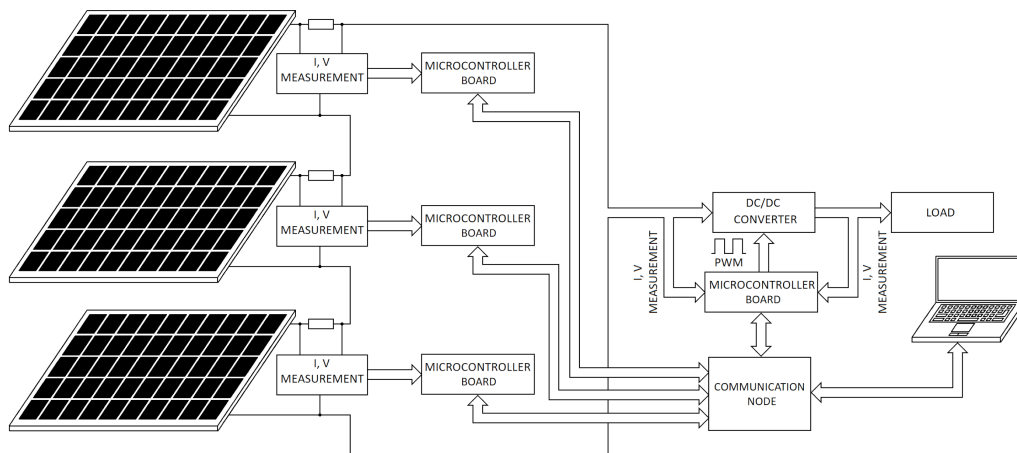 I, V
MEASUREMENT
MICROCONTROLLER
BOARD
I, V
MEASUREMENT
MICROCONTROLLER
BOARD
DC/DC
CONVERTER
LOAD
I, V
MEASUREMENT
PWM
I, V
MEASUREMENT
MICROCONTROLLER
BOARD
I, V
MEASUREMENT
MICROCONTROLLER
BOARD
COMMUNICATION
NODE